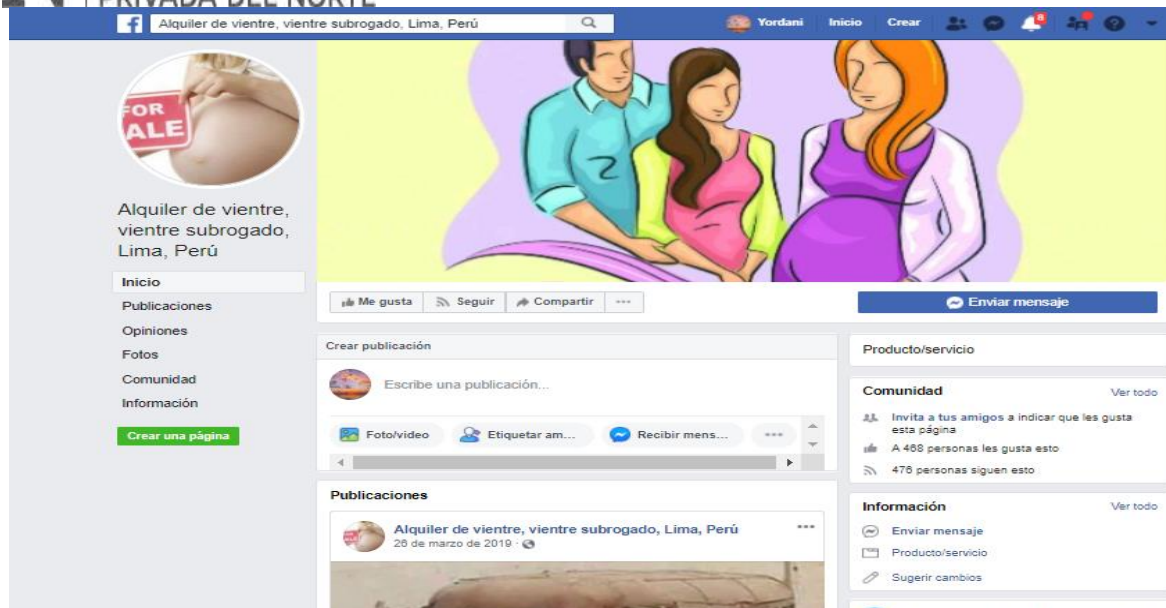 PRIVADA DEL NORTE
Alquiler de vientre, vientre subrogado, Lima, Perú
Yordani
Inicio
Crear
8
FOR
ALE
Alquiler de vientre,
vientre subrogado,
Lima, Perú
Inicio
Publicaciones
Opiniones
Fotos
Comunidad
Información
Crear una página
Me gusta
Seguir
Compartir
Enviar mensaje
Crear publicación
Escribe una publicación...
Foto/video
Etiquetar am...
Recibir mens...
Publicaciones
Alquiler de vientre, vientre subrogado, Lima, Perú
26 de marzo de 2019
Producto/servicio
Comunidad
Ver todo
Invita a tus amigos a indicar que les gusta
esta página
A 468 personas les gusta esto
476 personas siguen esto
Información
Ver todo
Enviar mensaje
Producto/servicio
Sugerir cambios